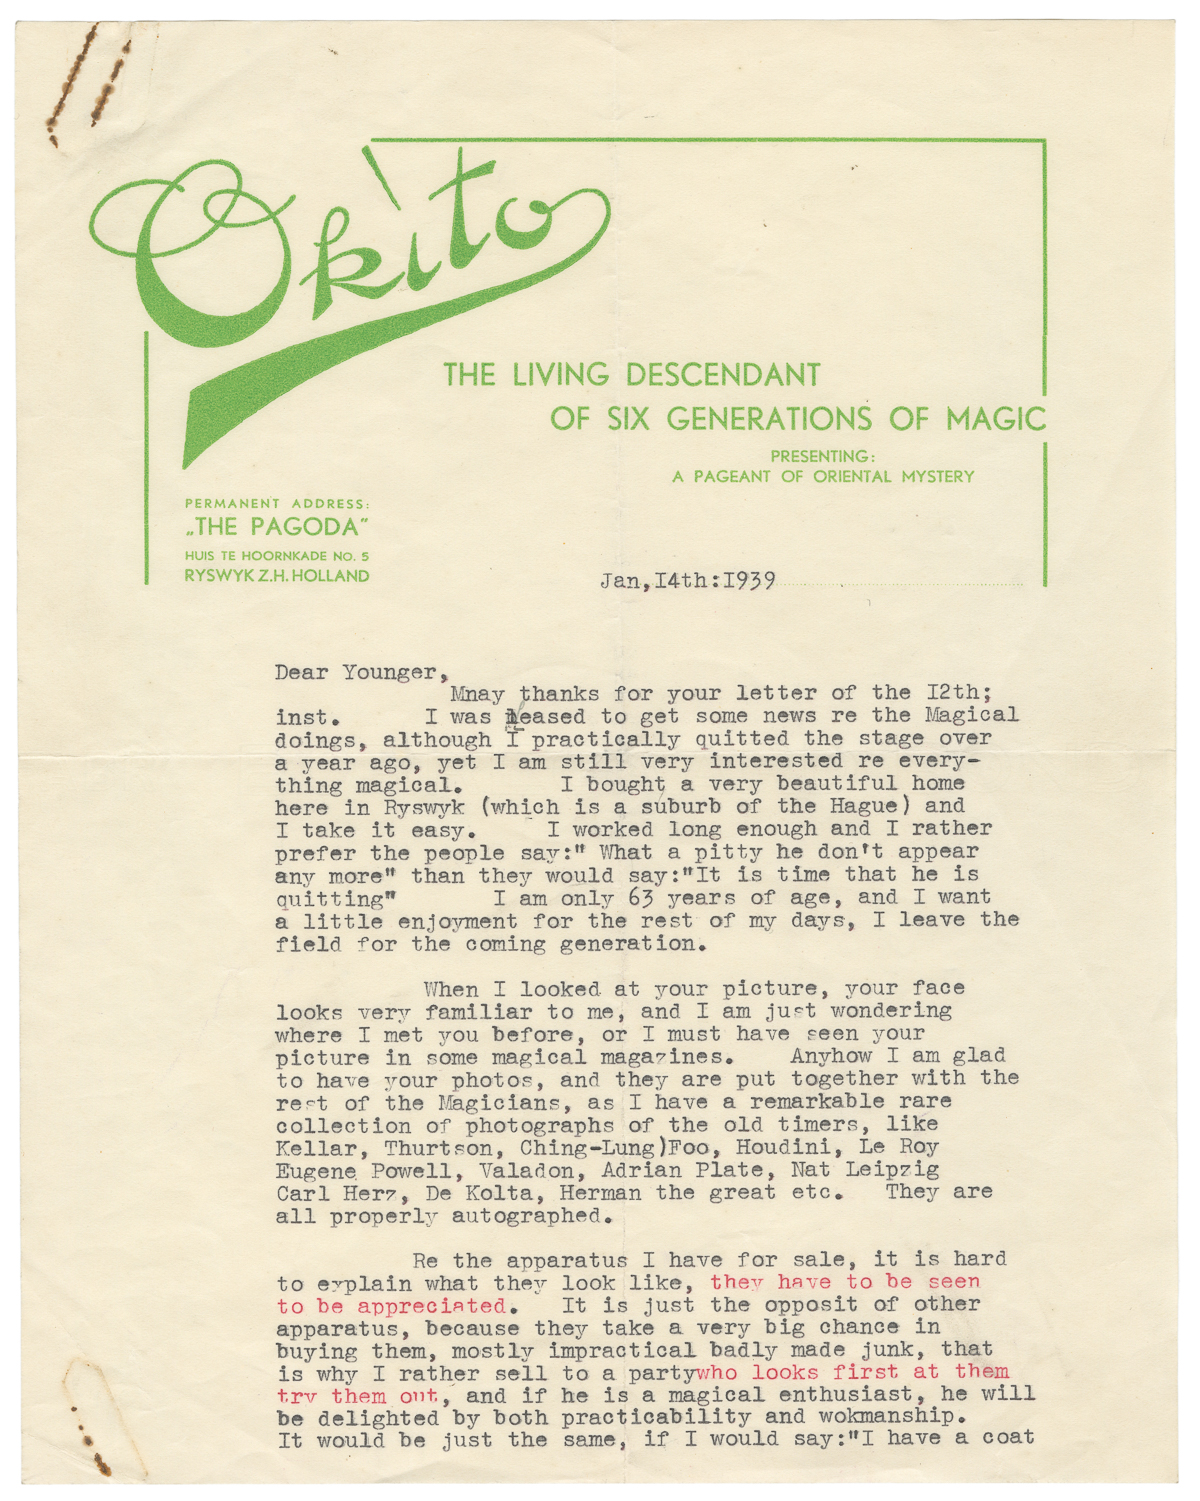 Okito
THE LIVING DESCENDANT
OF SIX GENERATIONS OF MAGIC
PRESENTING:
A PAGEANT OF ORIENTAL MYSTERY
PERMANENT ADDRESS:
„THE PAGODA"
HUIS TE HOORNKADE NO. 5
RYSWYK Z.H. HOLLAND
Jan,I4th:I939
Dear Younger,
Mnay thanks for your letter of the I2th;
inst. I was leased to get some news re the Magical
doings, although I practically quitted the stage over
a year ago, yet I am still very interested re every-
thing magical. I bought a very beautiful home
here in Ryswyk (which is a suburb of the Hague) and
I take it easy. I worked long enough and I rather
prefer the people say:" What a pitty he don't appear
any more" than they would say:"It is time that he is
quitting" I am only 63 years of age, and I want
a little enjoyment for the rest of my days, I leave the
field for the coming generation.
When I looked at your picture, your face
looks very familiar to me, and I am just wondering
where I met you before, or I must have seen your
picture in some magical magazines. Anyhow I am glad
to have your photos, and they are put together with the
rest of the Magicians, as I have a remarkable rare
collection of photographs of the old timers, like
Kellar, Thurtson, Ching-Lung)Foo, Houdini, Le Roy
Eugene Powell, Valadon, Adrian Plate, Nat Leipzig
Carl Herz, De Kolta, Herman the great etc. They are
all properly autographed.
Re the apparatus I have for sale, it is hard
to explain what they look like, they have to be seen
to be appreciated. It is just the opposit of other
apparatus, because they take a very big chance in
buying them, mostly impractical badly made junk, that
is why I rather sell to a partywho looks first at them
try them out, and if he is a magical enthusiast, he will
be delighted by both practicability and wokmanship.
It would be just the same, if I would say:"I have a coat